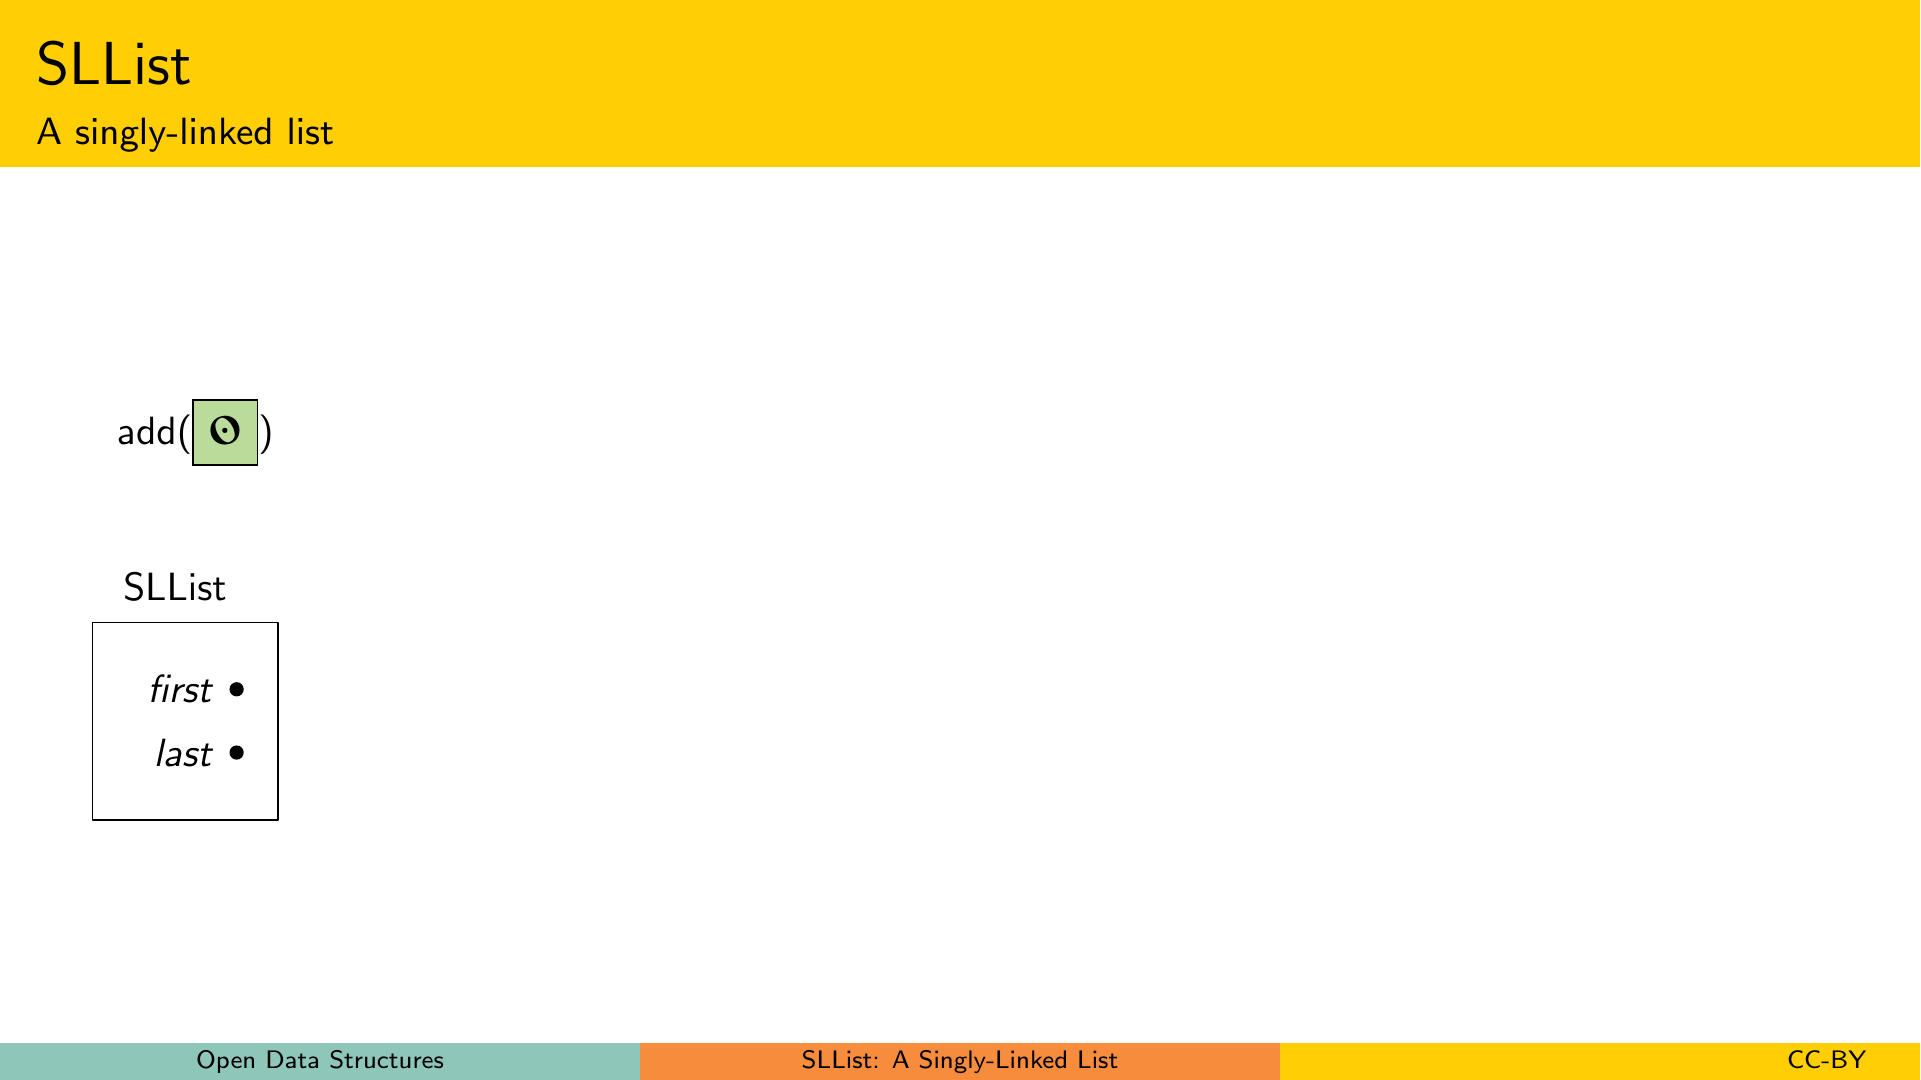 SLList
A singly-linked list
add( )
SLList
first •
last •
Open Data Structures
SLList: A Singly-Linked List
CC-BY